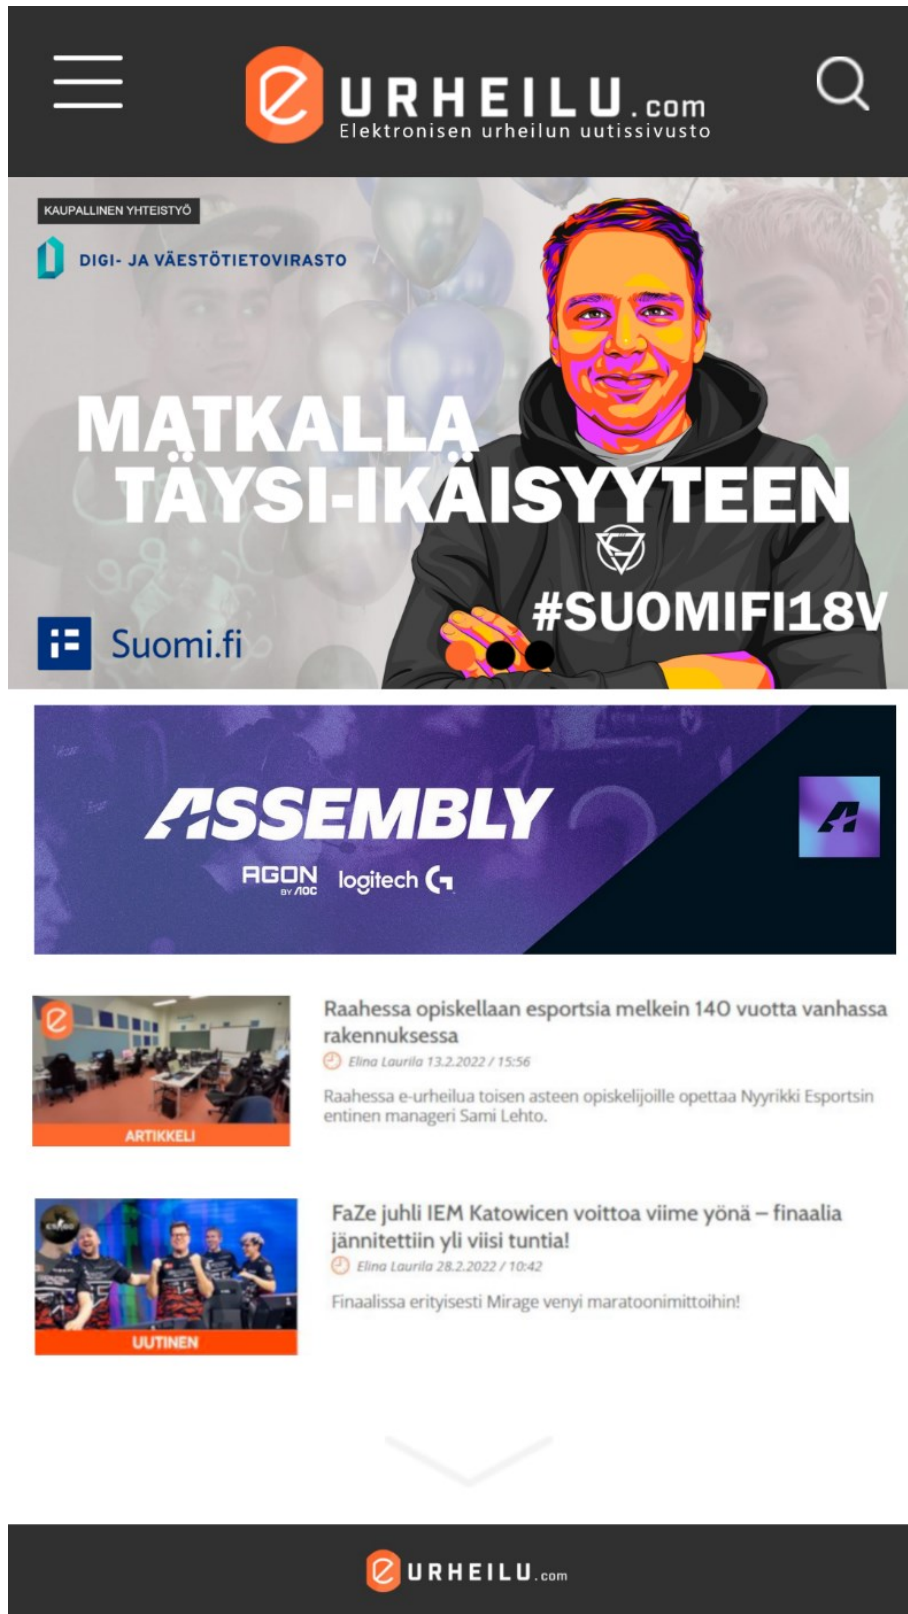 URHEILU.com
Elektronisen urheilun uutissivusto
KAUPALLINEN YHTEISTYÖ
DIGI- JA VÄESTÖTIETOVIRASTO
MATKALLA
TÄYSI-IKÄISYYTEEN
#SUOMIFI18V
Suomi.fi
ASSEMBLY
AGON BY AOC logitech G
Raahessa opiskellaan esportsia melkein 140 vuotta vanhassa
rakennuksessa
Elina Laurila 13.2.2022 / 15:56
Raahessa e-urheilua toisen asteen opiskelijoille opettaa Nyyrikki Esportsin
entinen manageri Sami Lehto.
ARTIKKELI
FaZe juhli IEM Katowicen voittoa viime yönä – finaalia
jännitettiin yli viisi tuntia!
Elina Laurila 28.2.2022 / 10:42
Finaalissa erityisesti Mirage venyi maratoonimittoihin!
UUTINEN
URHEILU.com